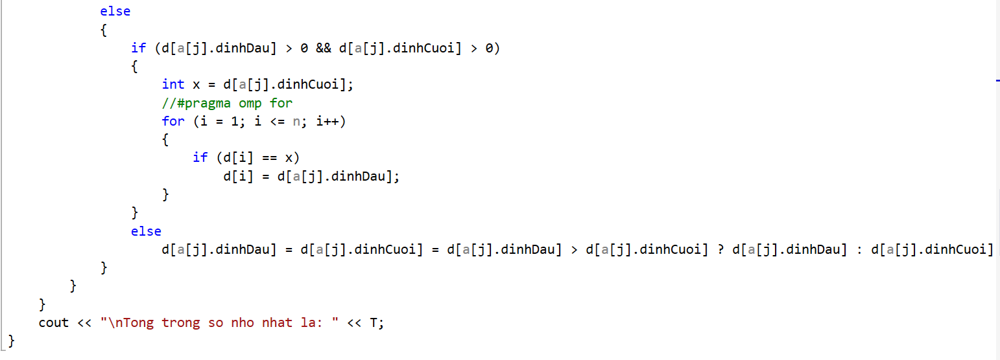 else
{
if (d[a[j].dinhDau] > 0 && d[a[j].dinhCuoi] > 0)
{
int x = d[a[j].dinhCuoi];
//#pragma omp for
for (i = 1; i <= n; i++)
{
if (d[i] == x)
d[i] = d[a[j].dinhDau];
}
}
else
d[a[j].dinhDau] = d[a[j].dinhCuoi] = d[a[j].dinhDau] > d[a[j].dinhCuoi] ? d[a[j].dinhDau] : d[a[j].dinhCuoi]
}
}
}
cout << "\nTong trong so nho nhat la: " << T;
}